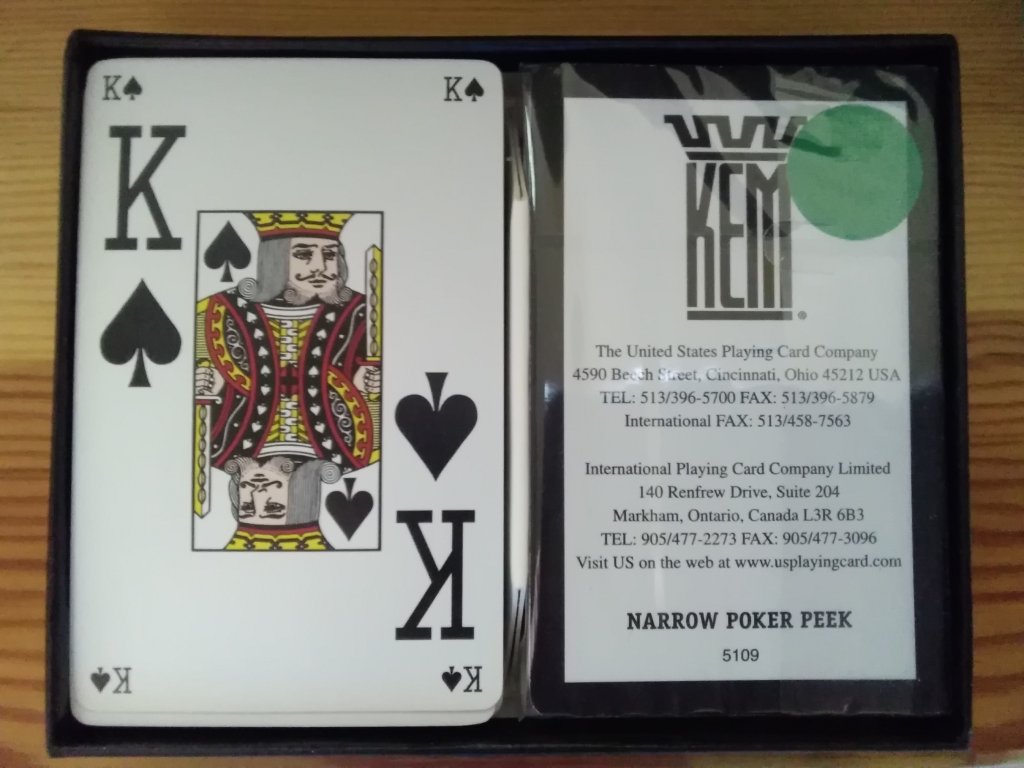 K♠ K♠
K
K
K♠ K♠
KEM®
The United States Playing Card Company
4590 Beech Street, Cincinnati, Ohio 45212 USA
TEL: 513/396-5700 FAX: 513/396-5879
International FAX: 513/458-7563
International Playing Card Company Limited
140 Renfrew Drive, Suite 204
Markham, Ontario, Canada L3R 6B3
TEL: 905/477-2273 FAX: 905/477-3096
Visit US on the web at www.usplayingcard.com
NARROW POKER PEEK
5109